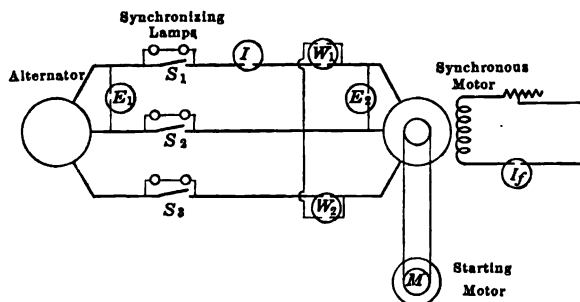 Synchronizing
Lamps
Alternator
S1
I
W1
Synchronous
Motor
E1
E2
S2
S3
W2
If
M
Starting
Motor